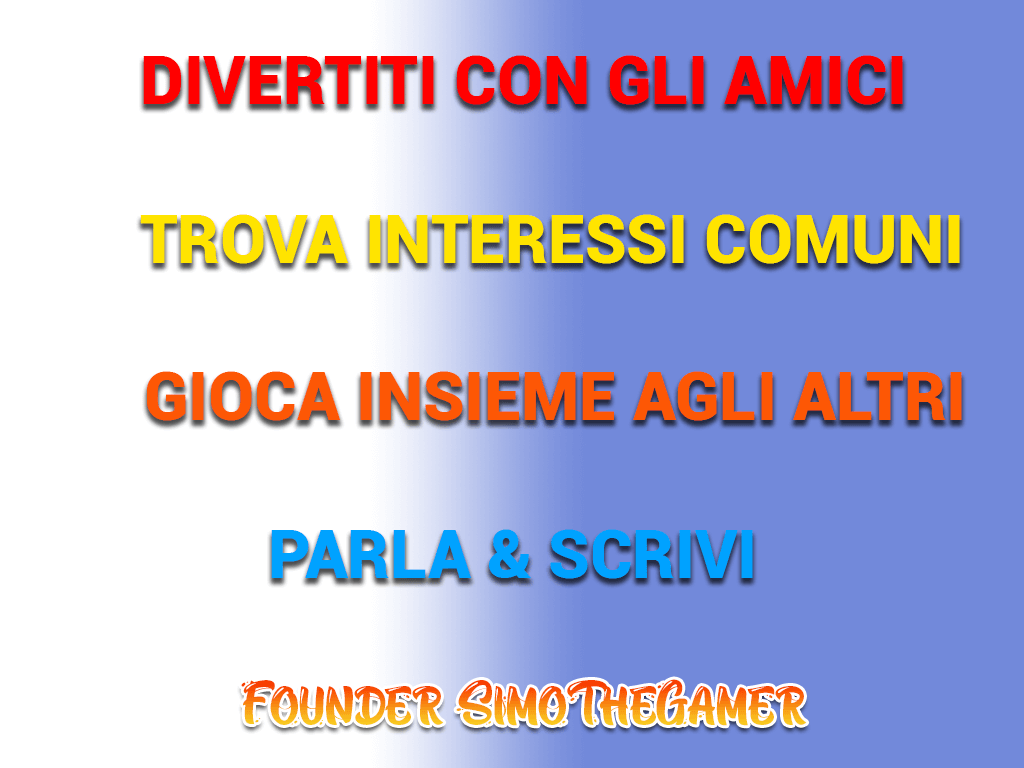 DIVERTITI CON GLI AMICI
TROVA INTERESSI COMUNI
GIOCA INSIEME AGLI ALTRI
PARLA & SCRIVI
Founder SimoTheGamer